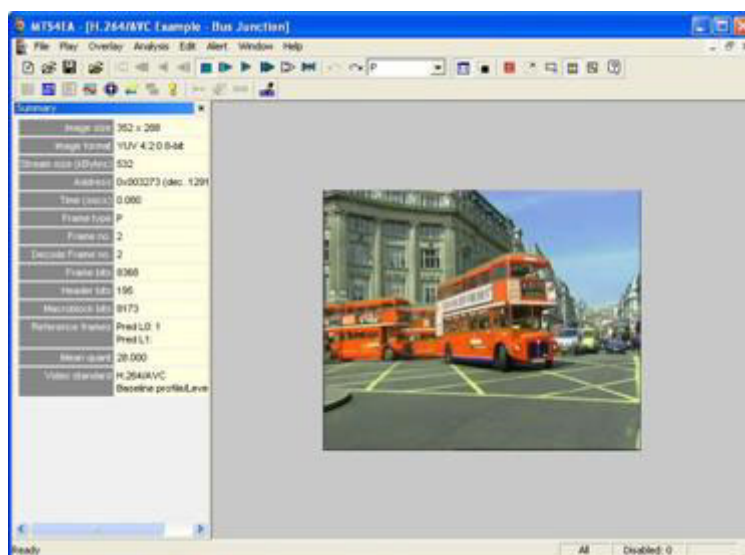 MTS4EA - [H.264/AVC Example - Bus Junction]
File Play Overlay Analysis Edit Alert Window Help
P
Summary
Image size 352 x 288
Image format YUV 4:2:0 8-bit
Stream size (kBytes) 532
Address 0x003273 (dec. 1291
Time (secs) 0.080
Frame type P
Frame no. 2
Decode Frame no. 2
Frame bits 8368
Header bits 195
Macroblock bits 8173
Reference frames Pred L0: 1
Pred L1:
Mean quant 28.000
Video standard H.264/AVC
Baseline profile/Leve
Ready
All Disabled: 0